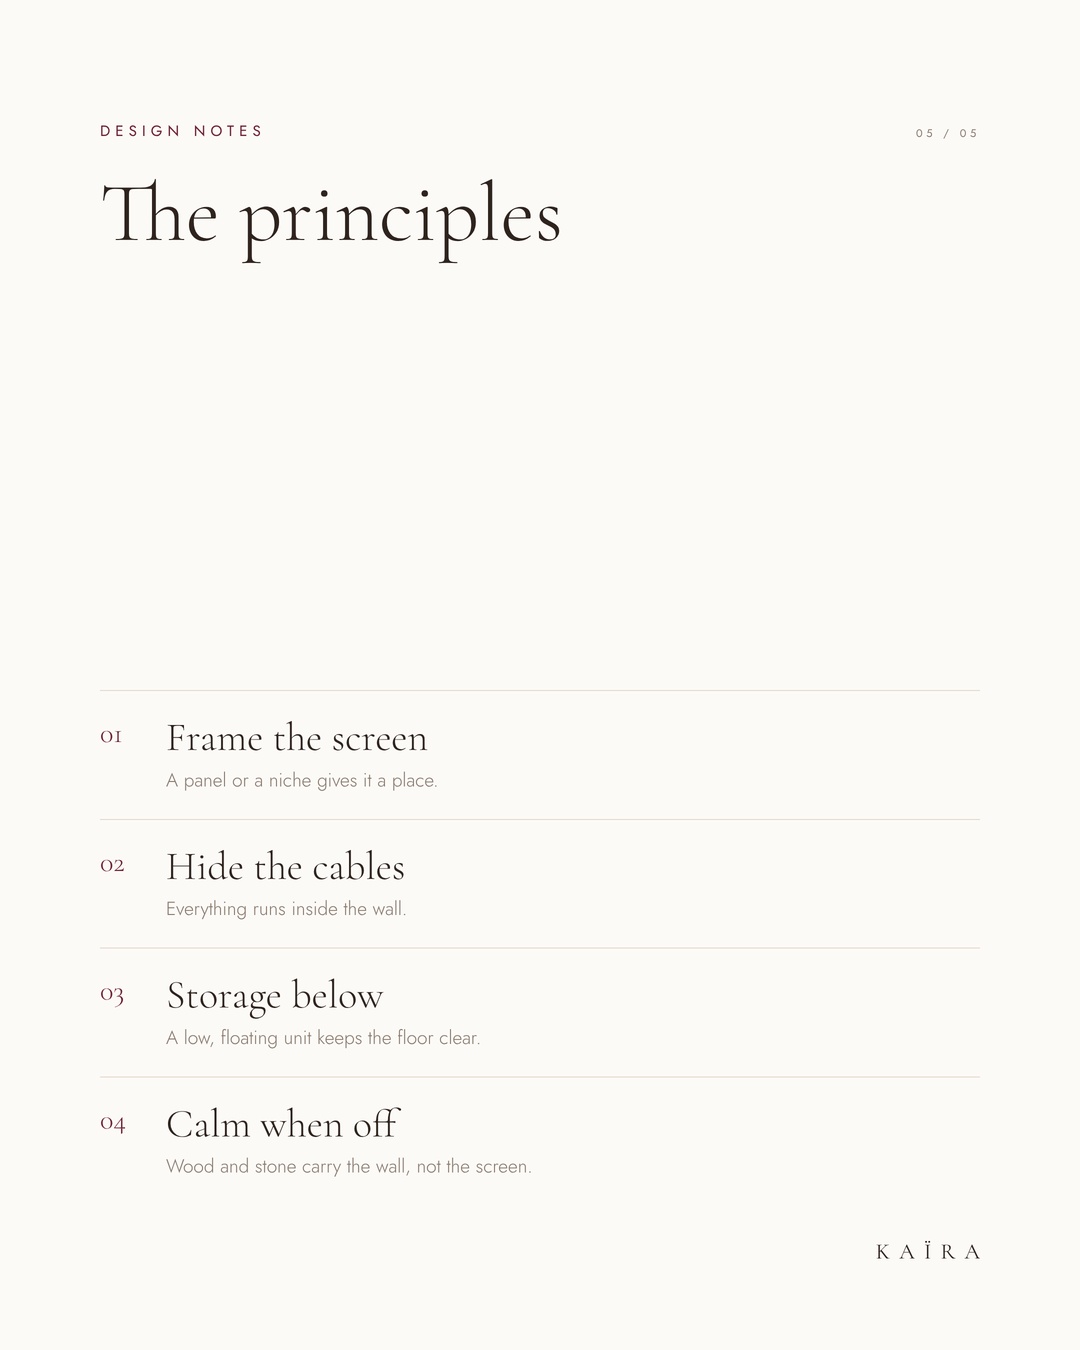 DESIGN NOTES
05 / 05
The principles
01
Frame the screen
A panel or a niche gives it a place.
02
Hide the cables
Everything runs inside the wall.
03
Storage below
A low, floating unit keeps the floor clear.
04
Calm when off
Wood and stone carry the wall, not the screen.
KAÏRA